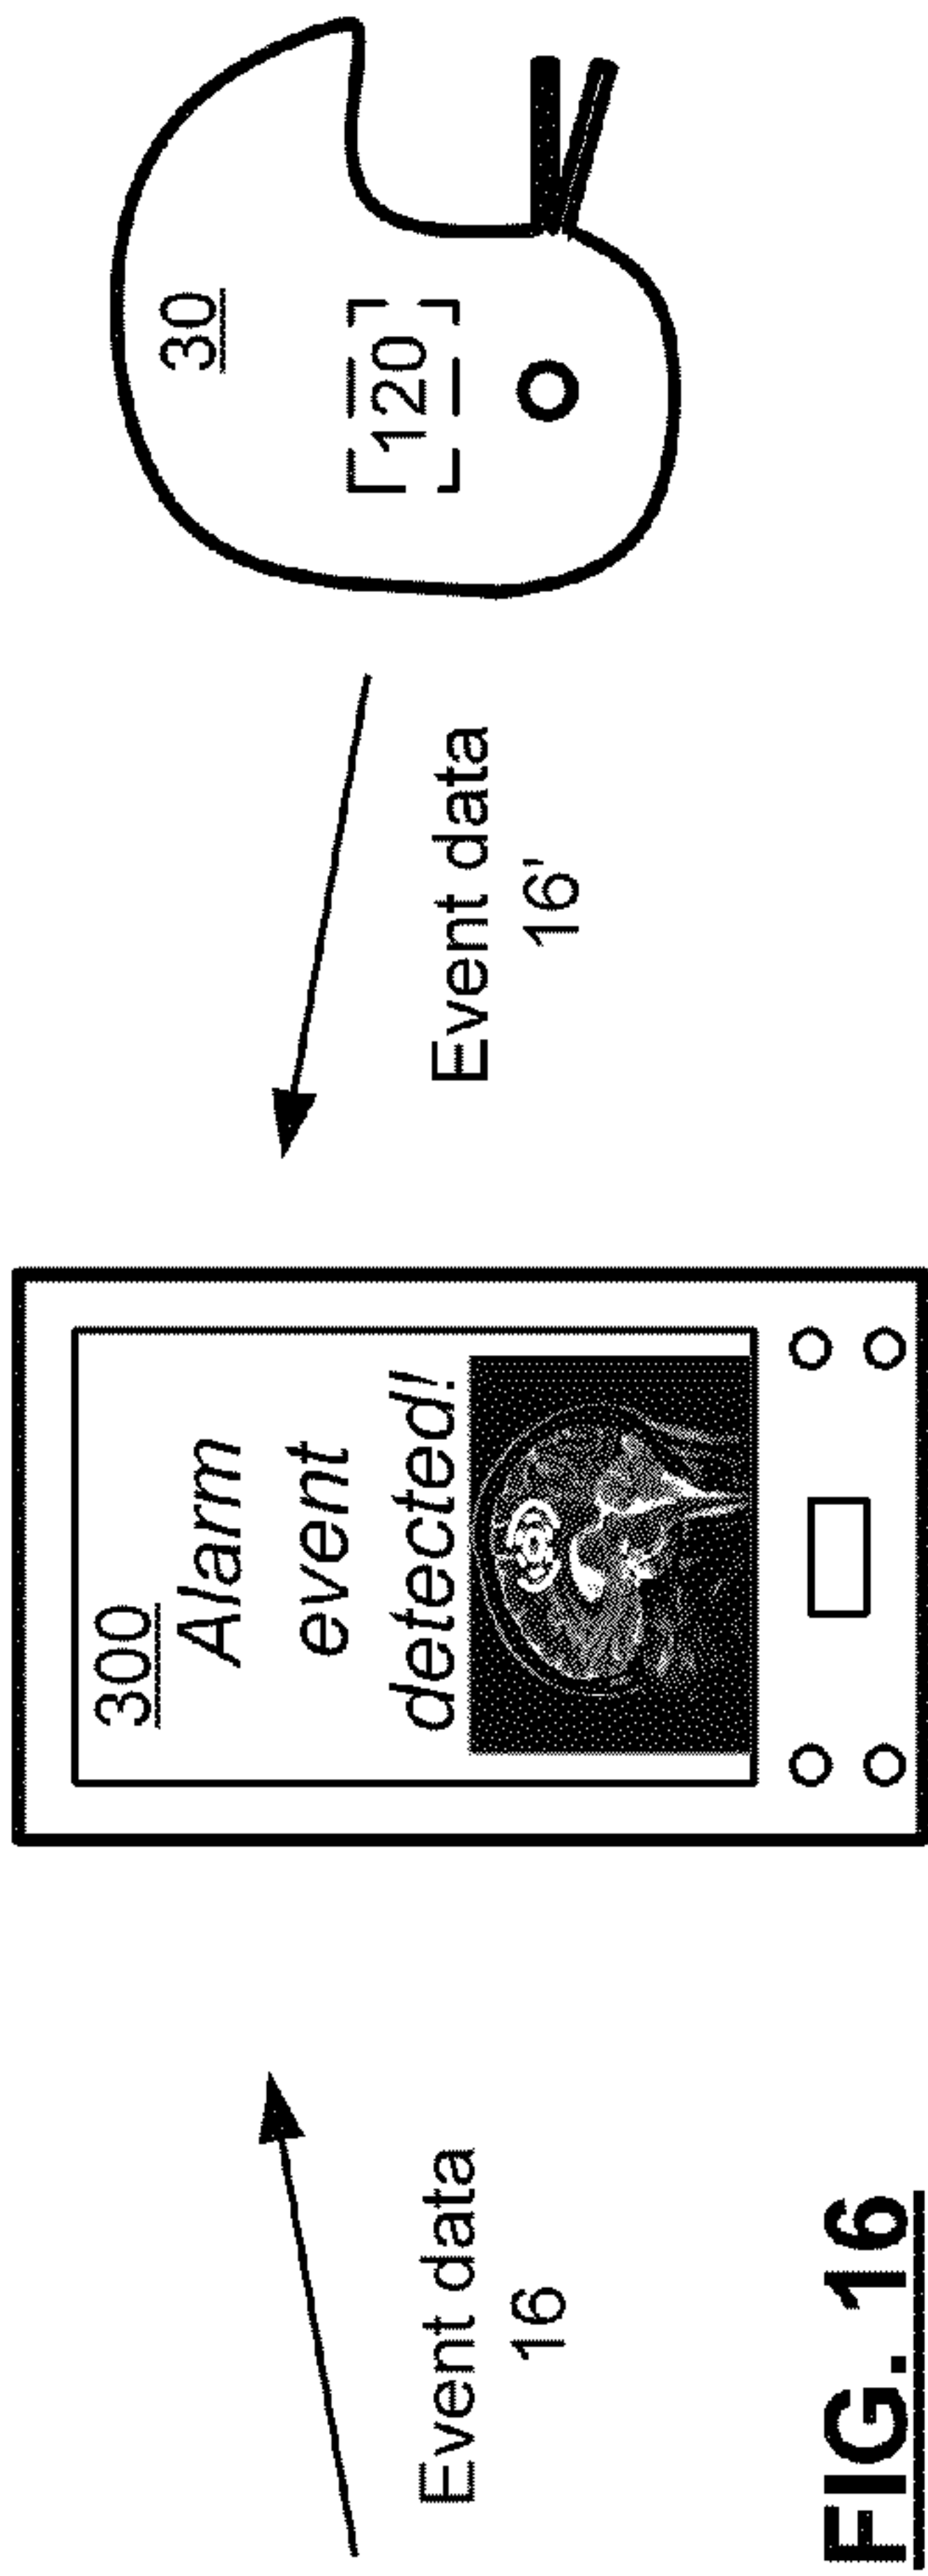 300
Alarm
event
detected!
30
120
Event data
16
Event data
16'
FIG. 16